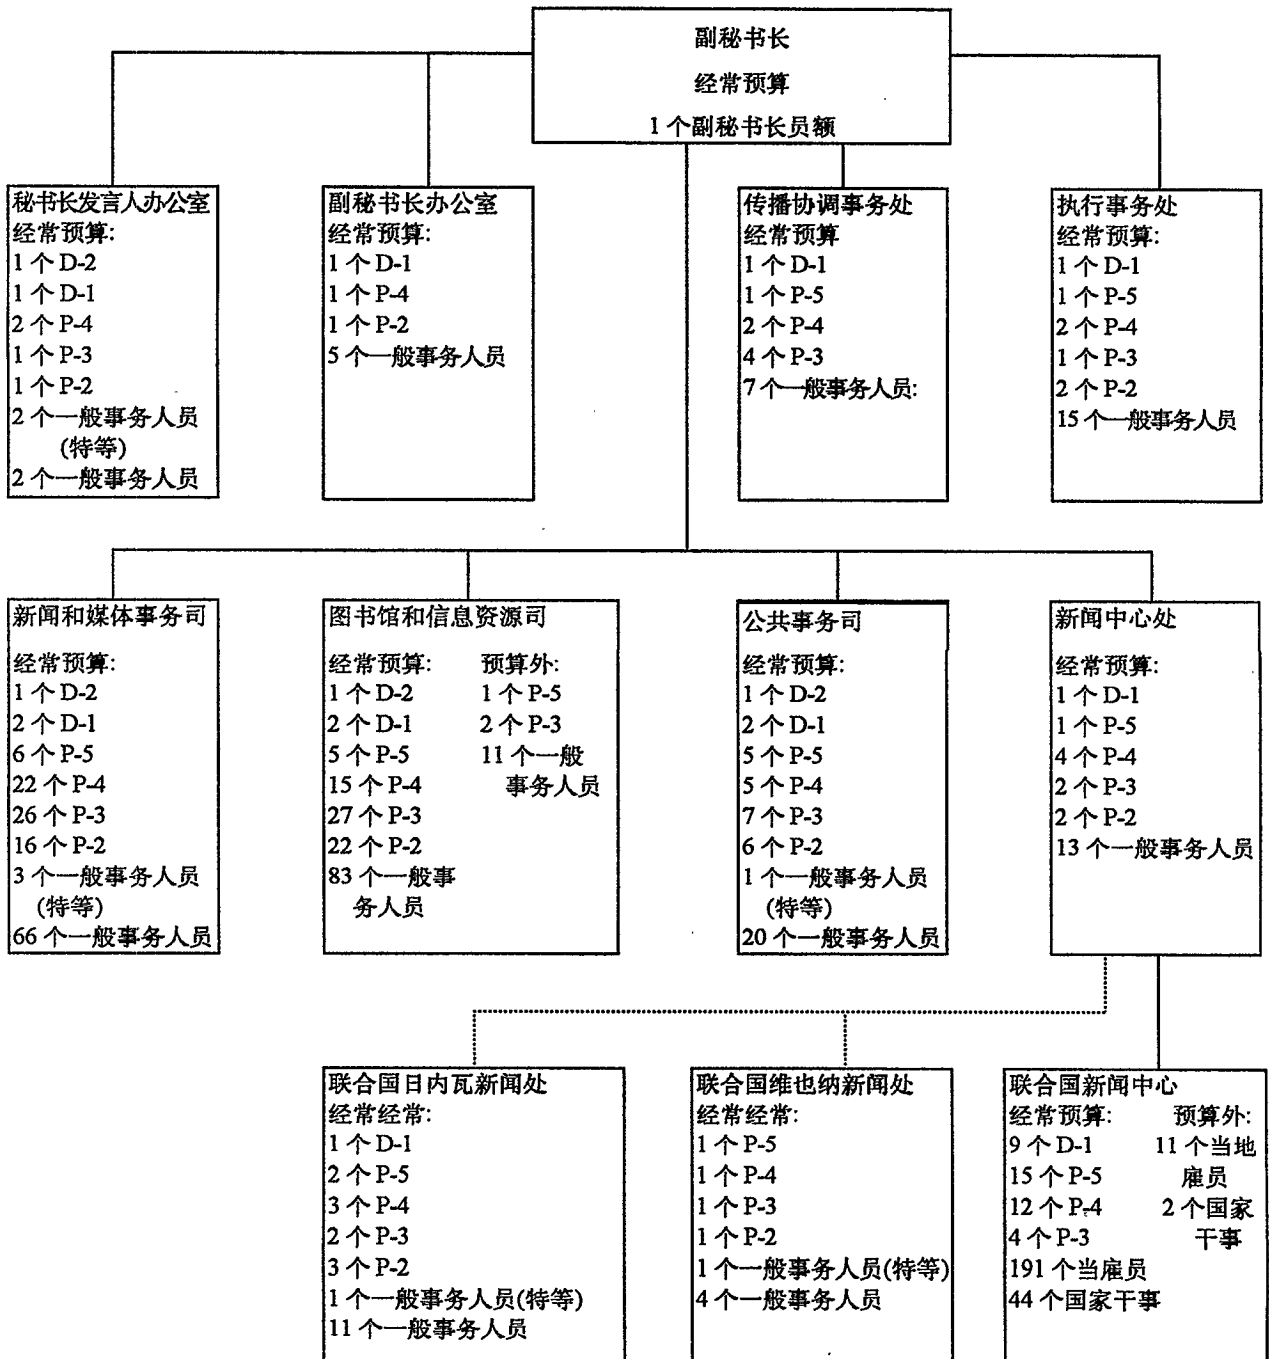 副秘书长
经常预算
1 个副秘书长员额
秘书长发言人办公室
经常预算:
1 个 D-2
1 个 D-1
2 个 P-4
1 个 P-3
1 个 P-2
2 个一般事务人员
(特等)
2 个一般事务人员
副秘书长办公室
经常预算:
1 个 D-1
1 个 P-4
1 个 P-2
5 个一般事务人员
传播协调事务处
经常预算
1 个 D-1
1 个 P-5
2 个 P-4
4 个 P-3
7 个一般事务人员:
执行事务处
经常预算:
1 个 D-1
1 个 P-5
2 个 P-4
1 个 P-3
2 个 P-2
15 个一般事务人员
新闻和媒体事务司
经常预算:
1 个 D-2
2 个 D-1
6 个 P-5
22 个 P-4
26 个 P-3
16 个 P-2
3 个一般事务人员
(特等)
66 个一般事务人员
图书馆和信息资源司
经常预算:
1 个 D-2
2 个 D-1
5 个 P-5
15 个 P-4
27 个 P-3
22 个 P-2
83 个一般事
务人员
预算外:
1 个 P-5
2 个 P-3
11 个一般
事务人员
公共事务司
经常预算:
1 个 D-2
2 个 D-1
5 个 P-5
5 个 P-4
7 个 P-3
6 个 P-2
1 个一般事务人员
(特等)
20 个一般事务人员
新闻中心处
经常预算:
1 个 D-1
1 个 P-5
4 个 P-4
2 个 P-3
2 个 P-2
13 个一般事务人员
联合国日内瓦新闻处
经常经常:
1 个 D-1
2 个 P-5
3 个 P-4
2 个 P-3
3 个 P-2
1 个一般事务人员(特等)
11 个一般事务人员
联合国维也纳新闻处
经常经常:
1 个 P-5
1 个 P-4
1 个 P-3
1 个 P-2
1 个一般事务人员(特等)
4 个一般事务人员
联合国新闻中心
经常预算:
9 个 D-1
15 个 P-5
12 个 P-4
4 个 P-3
191 个当雇员
44 个国家干事
预算外:
11 个当地
雇员
2 个国家
干事